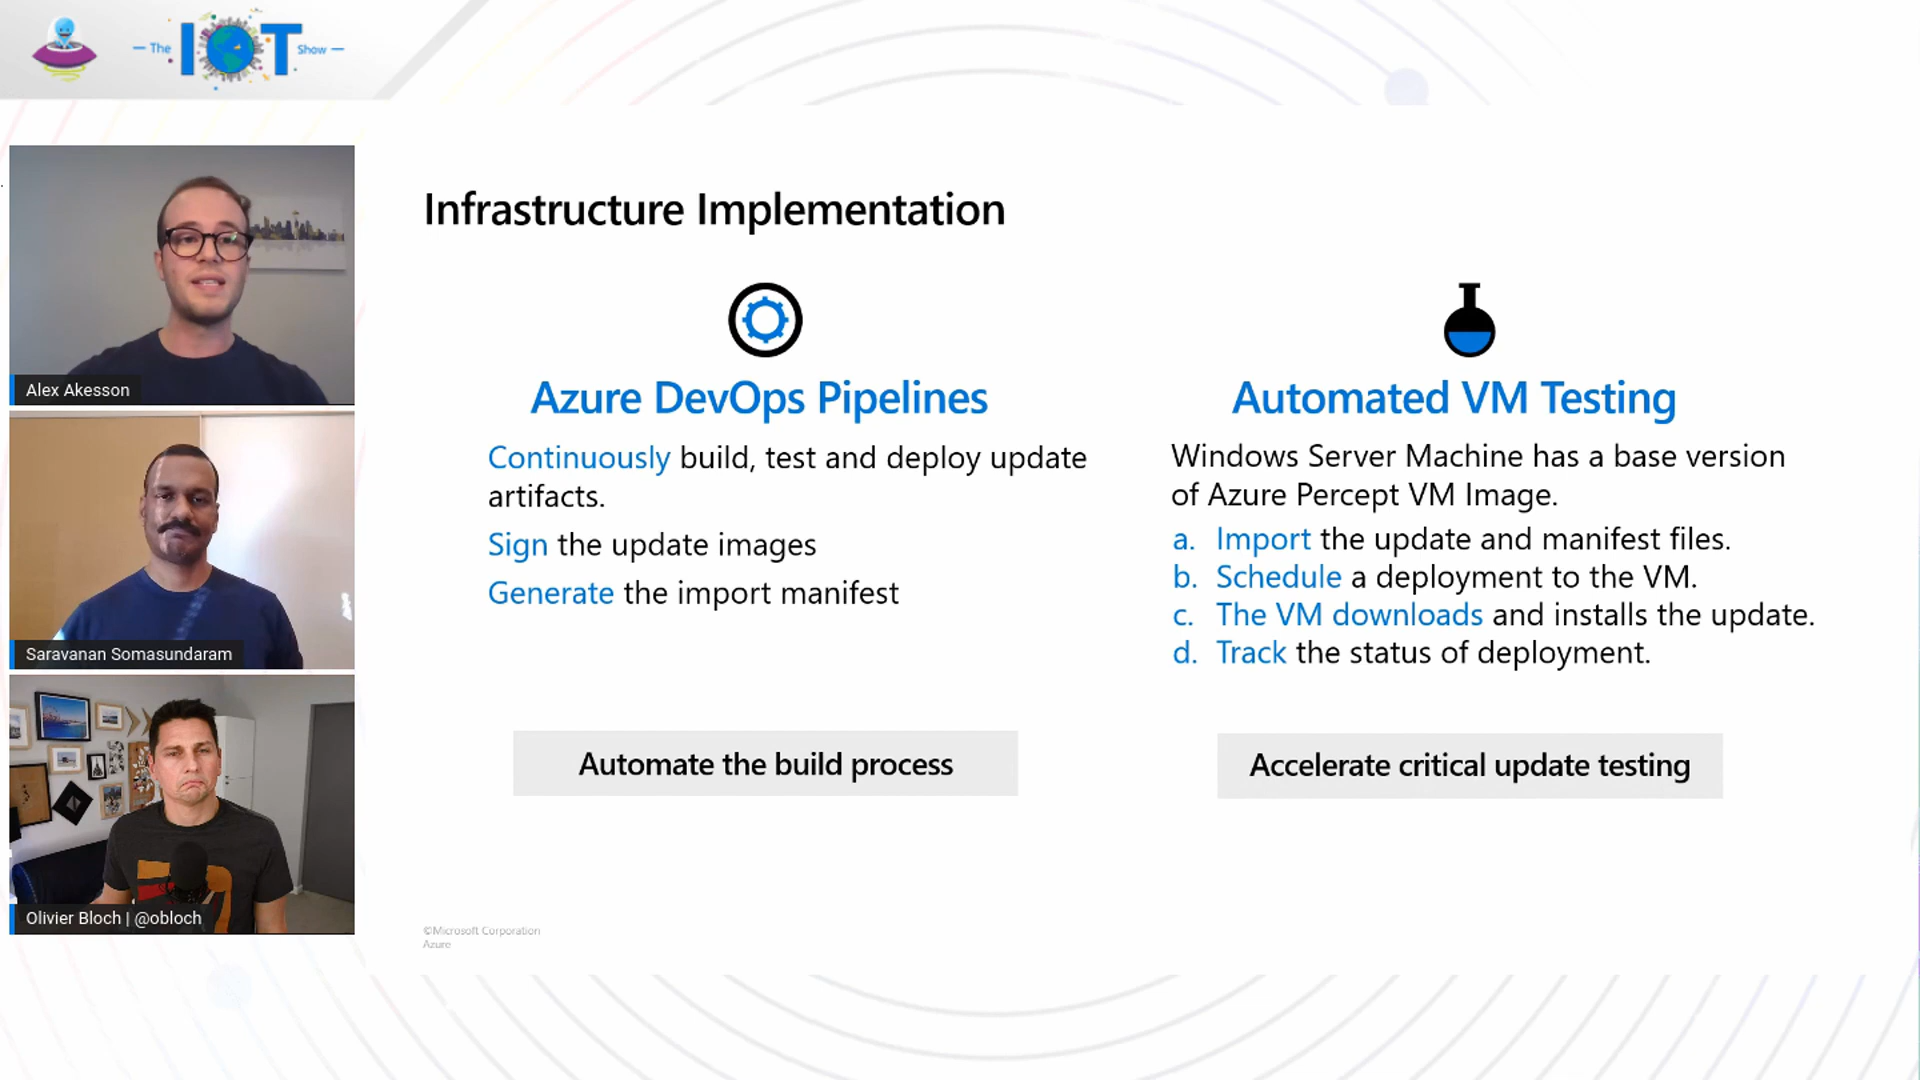 The IOT Show
Alex Akesson
Saravanan Somasundaram
Olivier Bloch | @obloch
Infrastructure Implementation
Azure DevOps Pipelines
Continuously build, test and deploy update
artifacts.
Sign the update images
Generate the import manifest
Automate the build process
Automated VM Testing
Windows Server Machine has a base version
of Azure Percept VM Image.
a. Import the update and manifest files.
b. Schedule a deployment to the VM.
c. The VM downloads and installs the update.
d. Track the status of deployment.
Accelerate critical update testing
©Microsoft Corporation
Azure